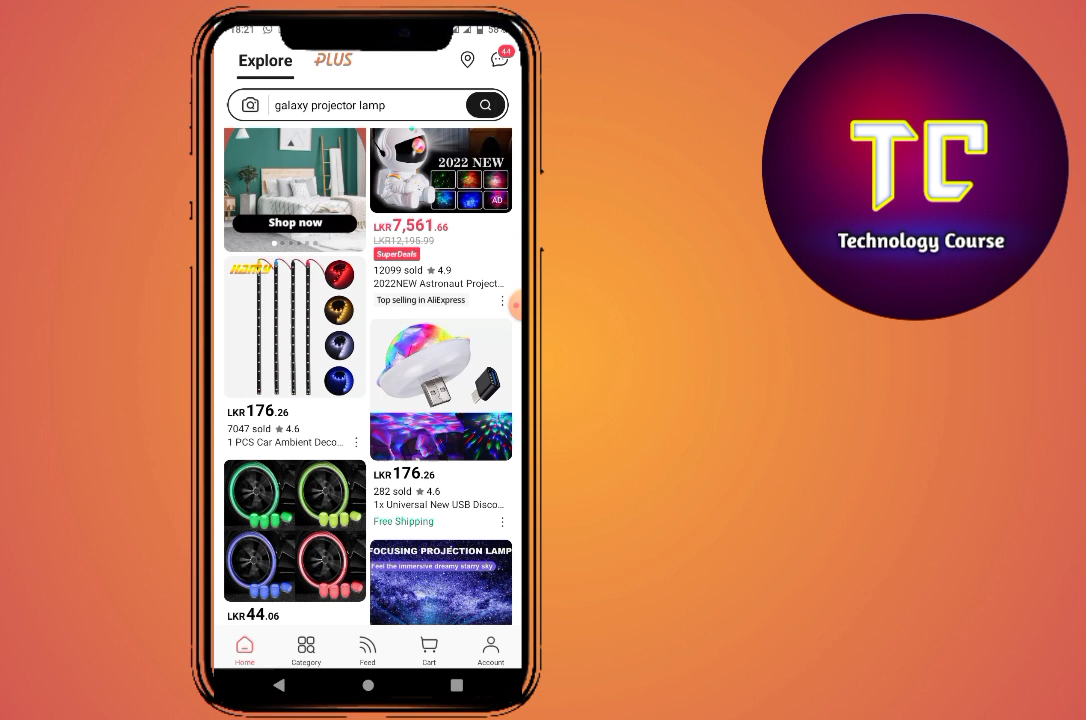 18:21
58%
Explore
PLUS
44
galaxy projector lamp
Shop now
2022 NEW
AD
LKR7,561.66
LKR12,195.99
SuperDeals
12099 sold ★ 4.9
2022NEW Astronaut Project...
Top selling in AliExpress
LKR176.26
7047 sold ★ 4.6
1 PCS Car Ambient Deco...
LKR176.26
282 sold ★ 4.6
1x Universal New USB Disco...
Free Shipping
FOCUSING PROJECTION LAMP
Feel the immersive dreamy starry sky
LKR44.06
Home
Category
Feed
Cart
Account
TC
Technology Course